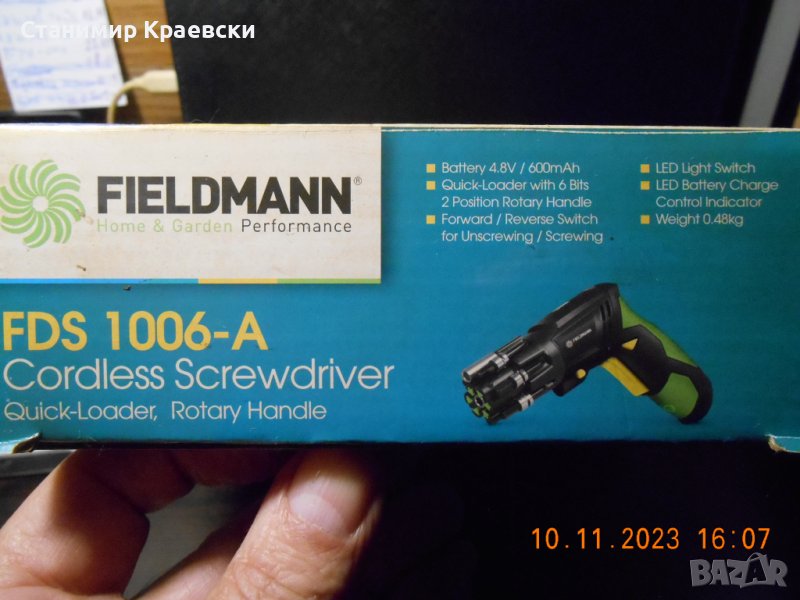 Станимир Краевски
FIELDMANN®
Home & Garden Performance
Battery 4.8V / 600mAh
Quick-Loader with 6 Bits
2 Position Rotary Handle
Forward / Reverse Switch
for Unscrewing / Screwing
LED Light Switch
LED Battery Charge
Control Indicator
Weight 0.48kg
FDS 1006-A
Cordless Screwdriver
Quick-Loader, Rotary Handle
10.11.2023 16:07
BAZAR